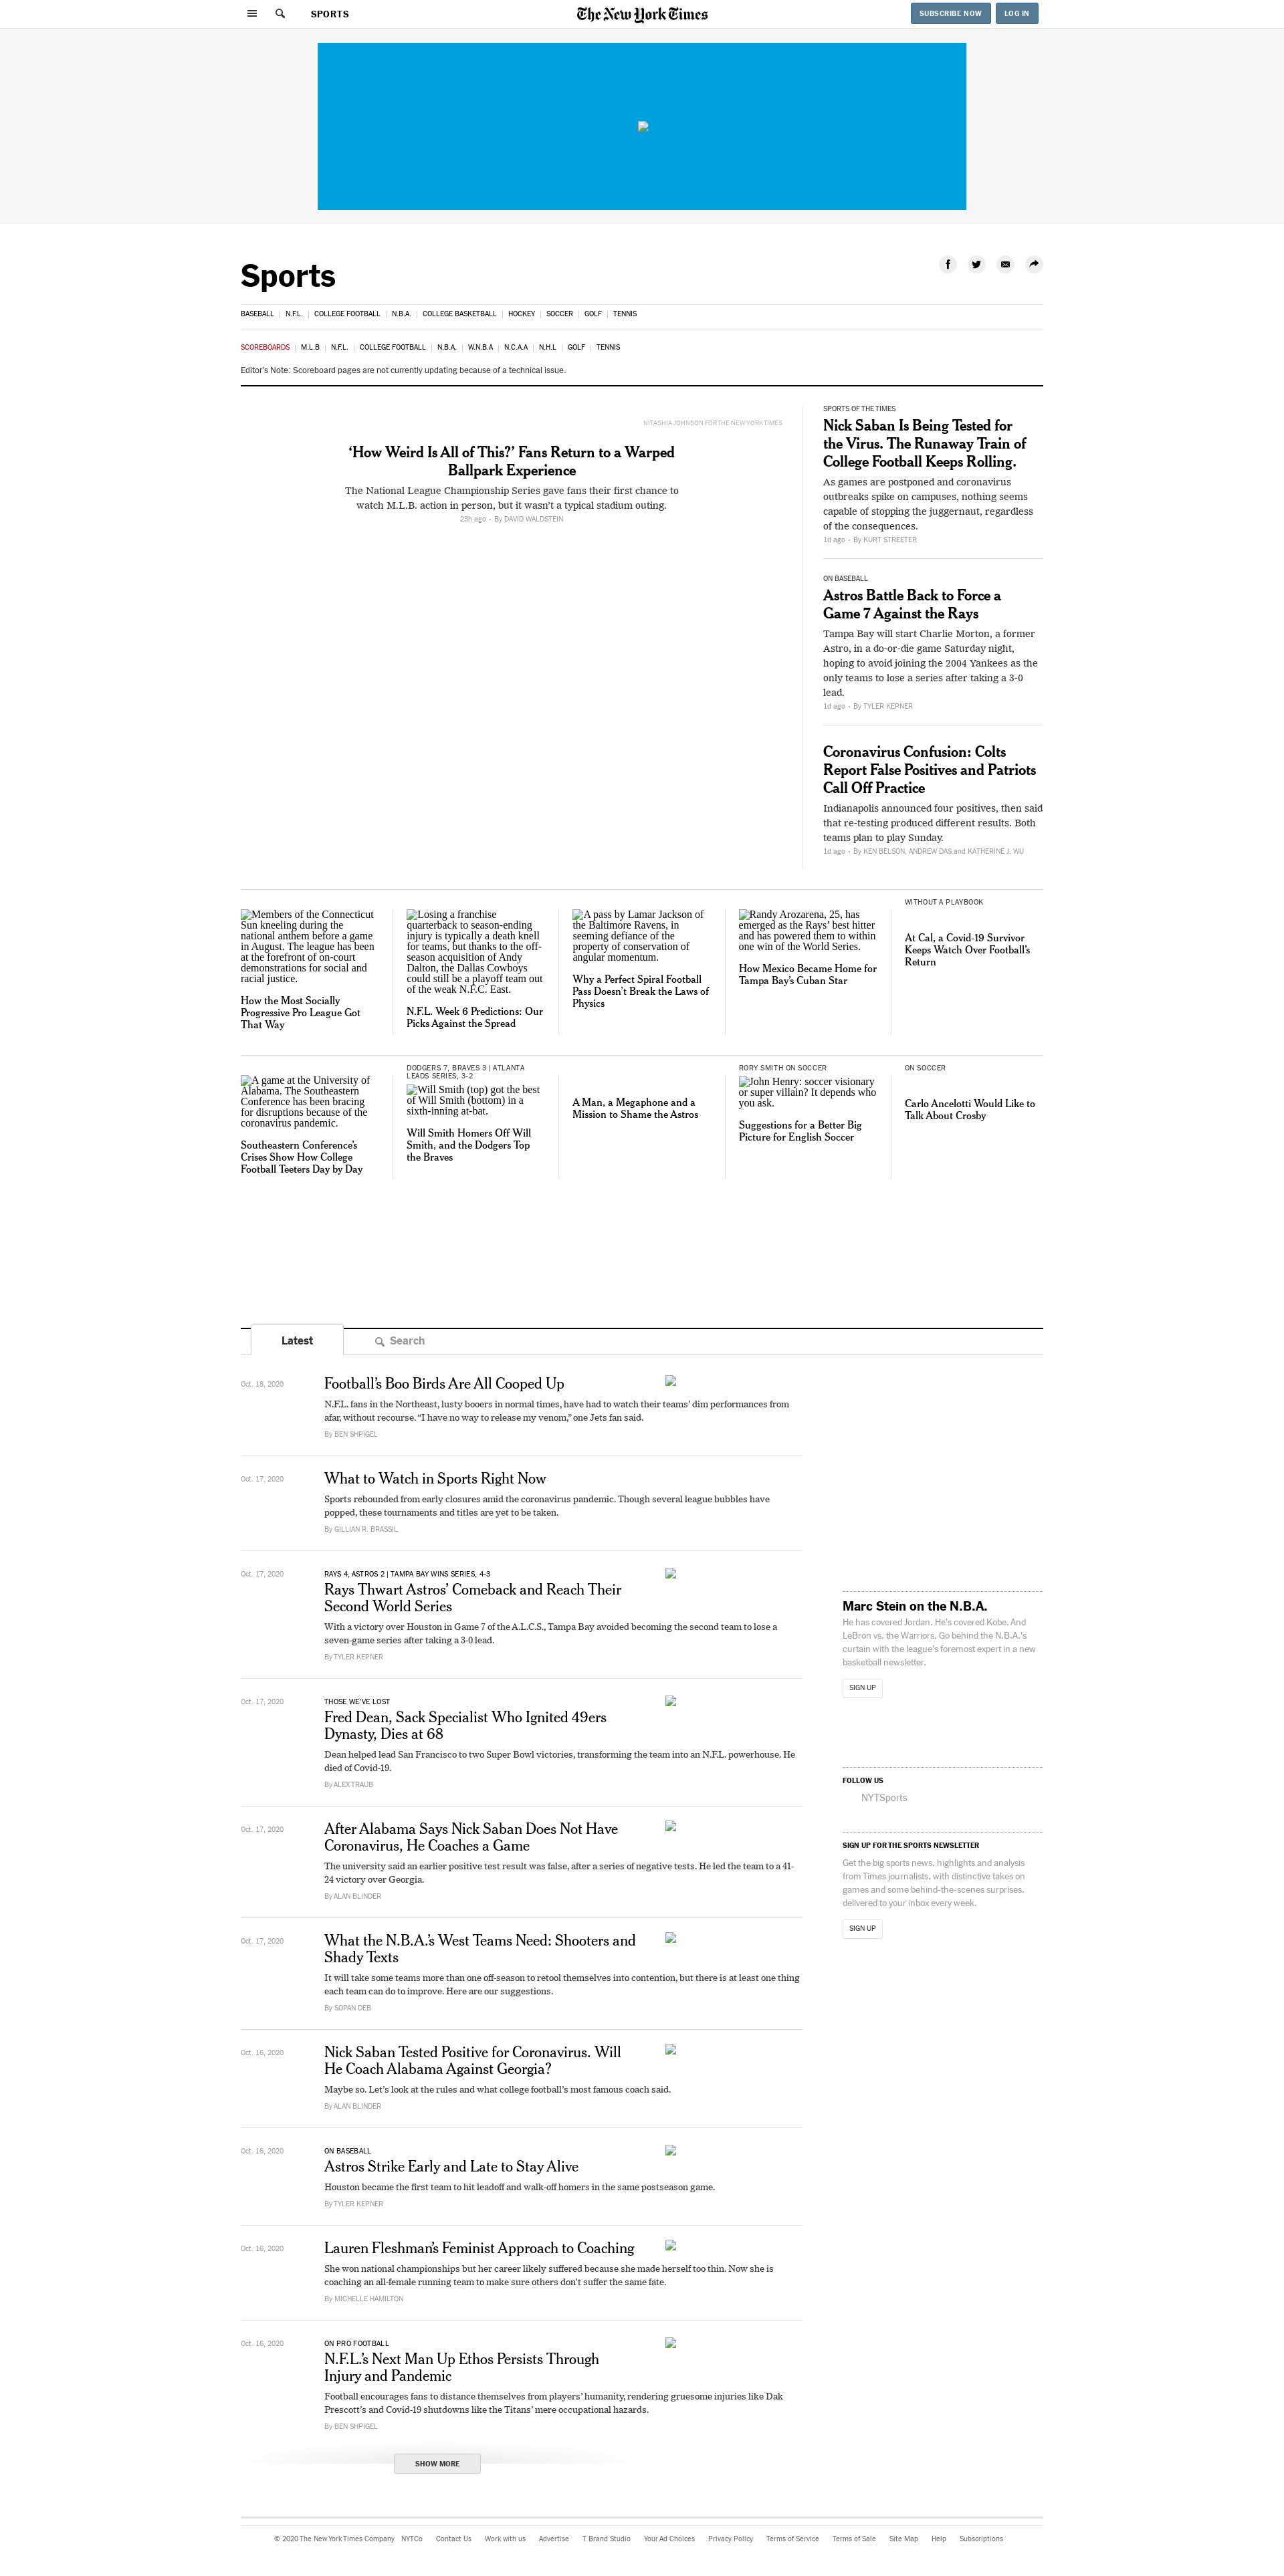 SPORTS
The New York Times
SUBSCRIBE NOW
LOG IN
Sports
BASEBALL | N.F.L. | COLLEGE FOOTBALL | N.B.A. | COLLEGE BASKETBALL | HOCKEY | SOCCER | GOLF | TENNIS
SCOREBOARDS | M.L.B | N.F.L. | COLLEGE FOOTBALL | N.B.A. | W.N.B.A | N.C.A.A | N.H.L | GOLF | TENNIS
Editor's Note: Scoreboard pages are not currently updating because of a technical issue.
NITASHIA JOHNSON FOR THE NEW YORK TIMES
‘How Weird Is All of This?’ Fans Return to a Warped
Ballpark Experience
The National League Championship Series gave fans their first chance to
watch M.L.B. action in person, but it wasn’t a typical stadium outing.
23h ago • By DAVID WALDSTEIN
SPORTS OF THE TIMES
Nick Saban Is Being Tested for
the Virus. The Runaway Train of
College Football Keeps Rolling.
As games are postponed and coronavirus
outbreaks spike on campuses, nothing seems
capable of stopping the juggernaut, regardless
of the consequences.
1d ago • By KURT STREETER
ON BASEBALL
Astros Battle Back to Force a
Game 7 Against the Rays
Tampa Bay will start Charlie Morton, a former
Astro, in a do-or-die game Saturday night,
hoping to avoid joining the 2004 Yankees as the
only teams to lose a series after taking a 3-0
lead.
1d ago • By TYLER KEPNER
Coronavirus Confusion: Colts
Report False Positives and Patriots
Call Off Practice
Indianapolis announced four positives, then said
that re-testing produced different results. Both
teams plan to play Sunday.
1d ago • By KEN BELSON, ANDREW DAS and KATHERINE J. WU
Members of the Connecticut
Sun kneeling during the
national anthem before a game
in August. The league has been
at the forefront of on-court
demonstrations for social and
racial justice.
How the Most Socially
Progressive Pro League Got
That Way
Losing a franchise
quarterback to season-ending
injury is typically a death knell
for teams, but thanks to the off-
season acquisition of Andy
Dalton, the Dallas Cowboys
could still be a playoff team out
of the weak N.F.C. East.
N.F.L. Week 6 Predictions: Our
Picks Against the Spread
A pass by Lamar Jackson of
the Baltimore Ravens, in
seeming defiance of the
property of conservation of
angular momentum.
Why a Perfect Spiral Football
Pass Doesn’t Break the Laws of
Physics
Randy Arozarena, 25, has
emerged as the Rays’ best hitter
and has powered them to within
one win of the World Series.
How Mexico Became Home for
Tampa Bay’s Cuban Star
WITHOUT A PLAYBOOK
At Cal, a Covid-19 Survivor
Keeps Watch Over Football’s
Return
A game at the University of
Alabama. The Southeastern
Conference has been bracing
for disruptions because of the
coronavirus pandemic.
Southeastern Conference’s
Crises Show How College
Football Teeters Day by Day
DODGERS 7, BRAVES 3 | ATLANTA
LEADS SERIES, 3-2
Will Smith (top) got the best
of Will Smith (bottom) in a
sixth-inning at-bat.
Will Smith Homers Off Will
Smith, and the Dodgers Top
the Braves
A Man, a Megaphone and a
Mission to Shame the Astros
RORY SMITH ON SOCCER
John Henry: soccer visionary
or super villain? It depends who
you ask.
Suggestions for a Better Big
Picture for English Soccer
ON SOCCER
Carlo Ancelotti Would Like to
Talk About Crosby
Latest
Search
Oct. 18, 2020
Football’s Boo Birds Are All Cooped Up
N.F.L. fans in the Northeast, lusty booers in normal times, have had to watch their teams’ dim performances from
afar, without recourse. “I have no way to release my venom,” one Jets fan said.
By BEN SHPIGEL
Oct. 17, 2020
What to Watch in Sports Right Now
Sports rebounded from early closures amid the coronavirus pandemic. Though several league bubbles have
popped, these tournaments and titles are yet to be taken.
By GILLIAN R. BRASSIL
Oct. 17, 2020
RAYS 4, ASTROS 2 | TAMPA BAY WINS SERIES, 4-3
Rays Thwart Astros’ Comeback and Reach Their
Second World Series
With a victory over Houston in Game 7 of the A.L.C.S., Tampa Bay avoided becoming the second team to lose a
seven-game series after taking a 3-0 lead.
By TYLER KEPNER
Oct. 17, 2020
THOSE WE’VE LOST
Fred Dean, Sack Specialist Who Ignited 49ers
Dynasty, Dies at 68
Dean helped lead San Francisco to two Super Bowl victories, transforming the team into an N.F.L. powerhouse. He
died of Covid-19.
By ALEX TRAUB
Oct. 17, 2020
After Alabama Says Nick Saban Does Not Have
Coronavirus, He Coaches a Game
The university said an earlier positive test result was false, after a series of negative tests. He led the team to a 41-
24 victory over Georgia.
By ALAN BLINDER
Oct. 17, 2020
What the N.B.A.’s West Teams Need: Shooters and
Shady Texts
It will take some teams more than one off-season to retool themselves into contention, but there is at least one thing
each team can do to improve. Here are our suggestions.
By SOPAN DEB
Oct. 16, 2020
Nick Saban Tested Positive for Coronavirus. Will
He Coach Alabama Against Georgia?
Maybe so. Let’s look at the rules and what college football’s most famous coach said.
By ALAN BLINDER
Oct. 16, 2020
ON BASEBALL
Astros Strike Early and Late to Stay Alive
Houston became the first team to hit leadoff and walk-off homers in the same postseason game.
By TYLER KEPNER
Oct. 16, 2020
Lauren Fleshman’s Feminist Approach to Coaching
She won national championships but her career likely suffered because she made herself too thin. Now she is
coaching an all-female running team to make sure others don’t suffer the same fate.
By MICHELLE HAMILTON
Oct. 16, 2020
ON PRO FOOTBALL
N.F.L.’s Next Man Up Ethos Persists Through
Injury and Pandemic
Football encourages fans to distance themselves from players’ humanity, rendering gruesome injuries like Dak
Prescott’s and Covid-19 shutdowns like the Titans’ mere occupational hazards.
By BEN SHPIGEL
SHOW MORE
Marc Stein on the N.B.A.
He has covered Jordan. He’s covered Kobe. And
LeBron vs. the Warriors. Go behind the N.B.A.’s
curtain with the league’s foremost expert in a new
basketball newsletter.
SIGN UP
FOLLOW US
NYTSports
SIGN UP FOR THE SPORTS NEWSLETTER
Get the big sports news, highlights and analysis
from Times journalists, with distinctive takes on
games and some behind-the-scenes surprises,
delivered to your inbox every week.
SIGN UP
© 2020 The New York Times Company NYTCo Contact Us Work with us Advertise T Brand Studio Your Ad Choices Privacy Policy Terms of Service Terms of Sale Site Map Help Subscriptions